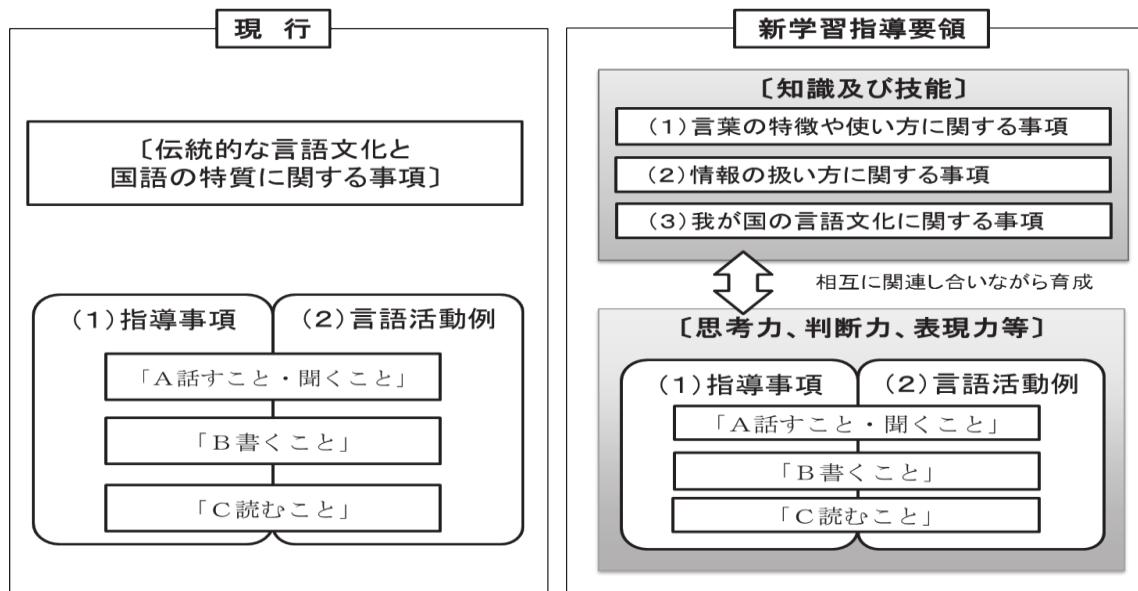 現 行
〔伝統的な言語文化と
国語の特質に関する事項〕
(1)指導事項
(2)言語活動例
「A話すこと・聞くこと」
「B書くこと」
「C読むこと」
新学習指導要領
〔知識及び技能〕
(1)言葉の特徴や使い方に関する事項
(2)情報の扱い方に関する事項
(3)我が国の言語文化に関する事項
相互に関連し合いながら育成
〔思考力、判断力、表現力等〕
(1)指導事項
(2)言語活動例
「A話すこと・聞くこと」
「B書くこと」
「C読むこと」